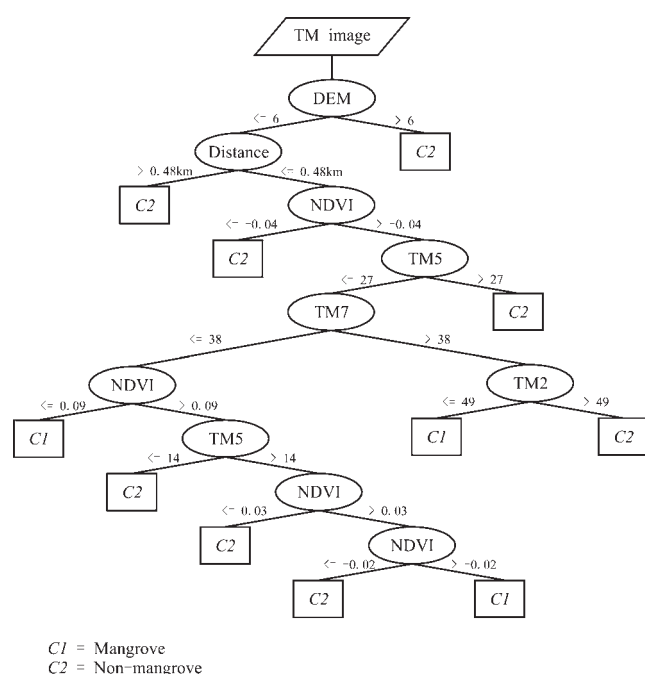 TM image
DEM
<= 6
> 6
Distance
C2
> 0.48km
<= 0.48km
C2
NDVI
<= -0.04
> -0.04
C2
TM5
<= 27
> 27
TM7
C2
<= 38
> 38
NDVI
TM2
<= 0.09
> 0.09
<= 49
> 49
C1
TM5
C1
C2
<= 14
> 14
C2
NDVI
<= 0.03
> 0.03
C2
NDVI
<= -0.02
> -0.02
C2
C1
C1 = Mangrove
C2 = Non-mangrove